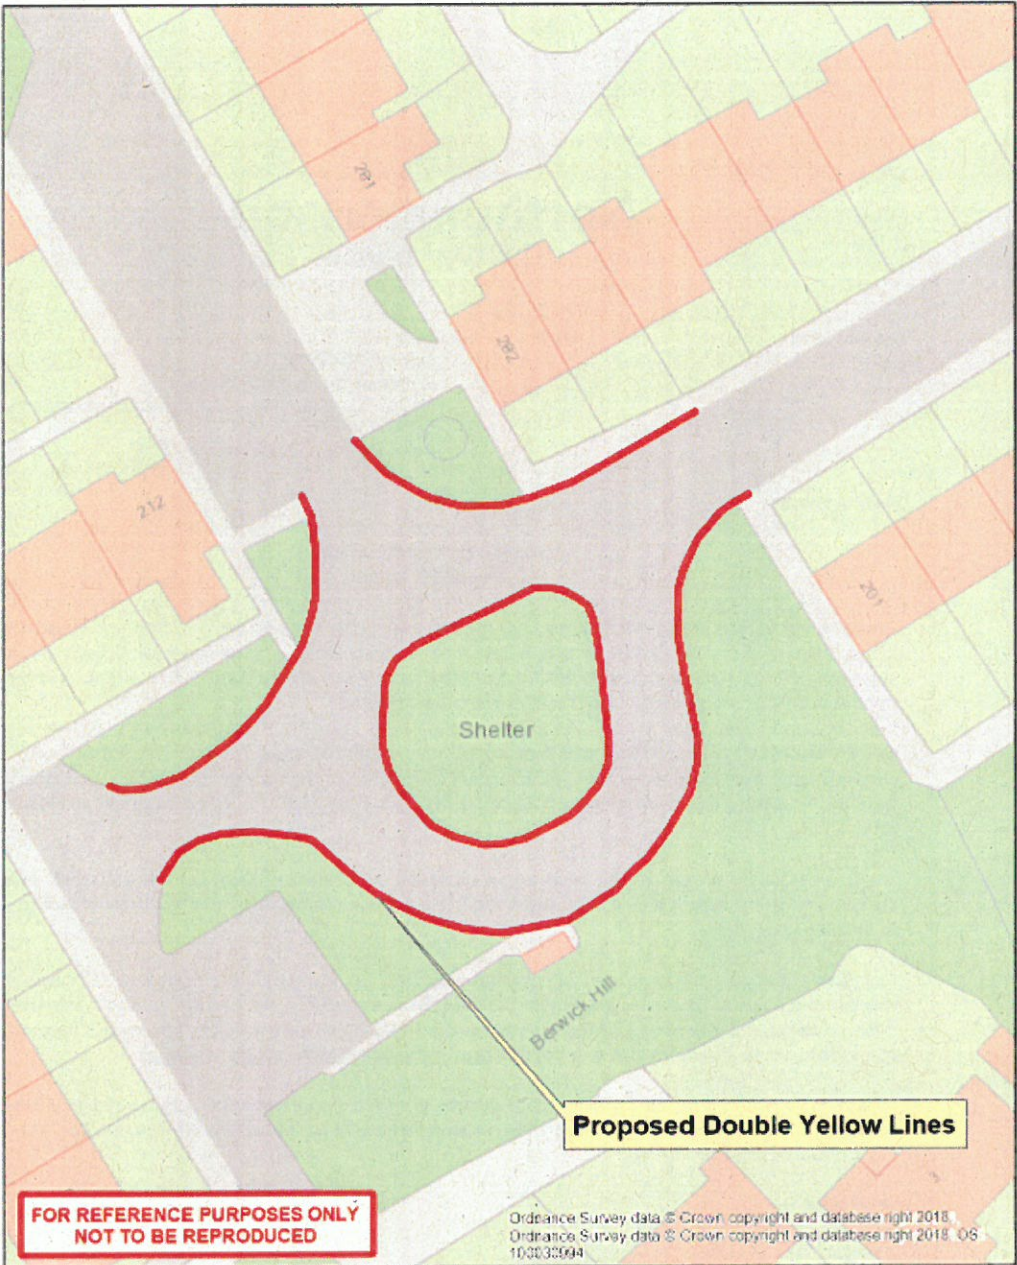 281
282
212
201
Shelter
Berwick Hill
Proposed Double Yellow Lines
3
FOR REFERENCE PURPOSES ONLY
NOT TO BE REPRODUCED
Ordnance Survey data © Crown copyright and database right 2018.
Ordnance Survey data © Crown copyright and database right 2018. OS
100030994